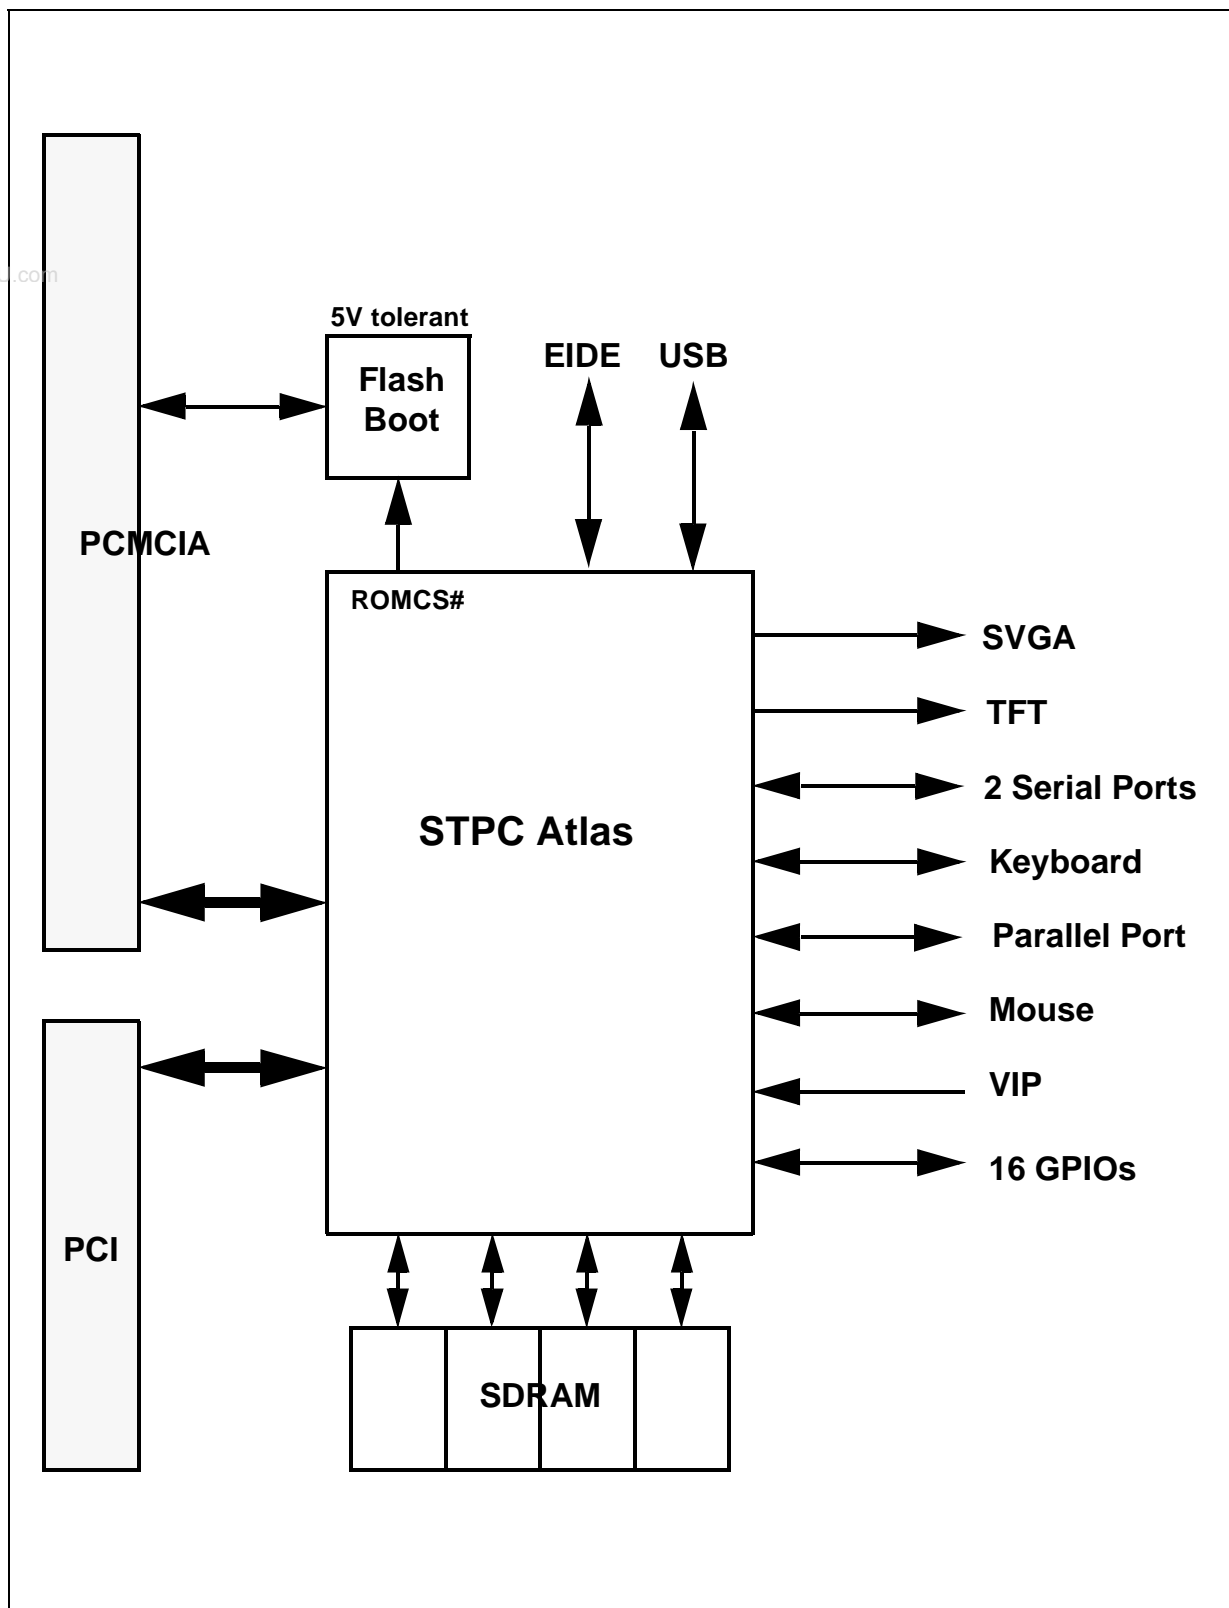 5V tolerant
Flash
Boot
EIDE USB
PCMCIA
ROMCS#
SVGA
TFT
2 Serial Ports
STPC Atlas
Keyboard
Parallel Port
Mouse
VIP
16 GPIOs
PCI
SDRAM